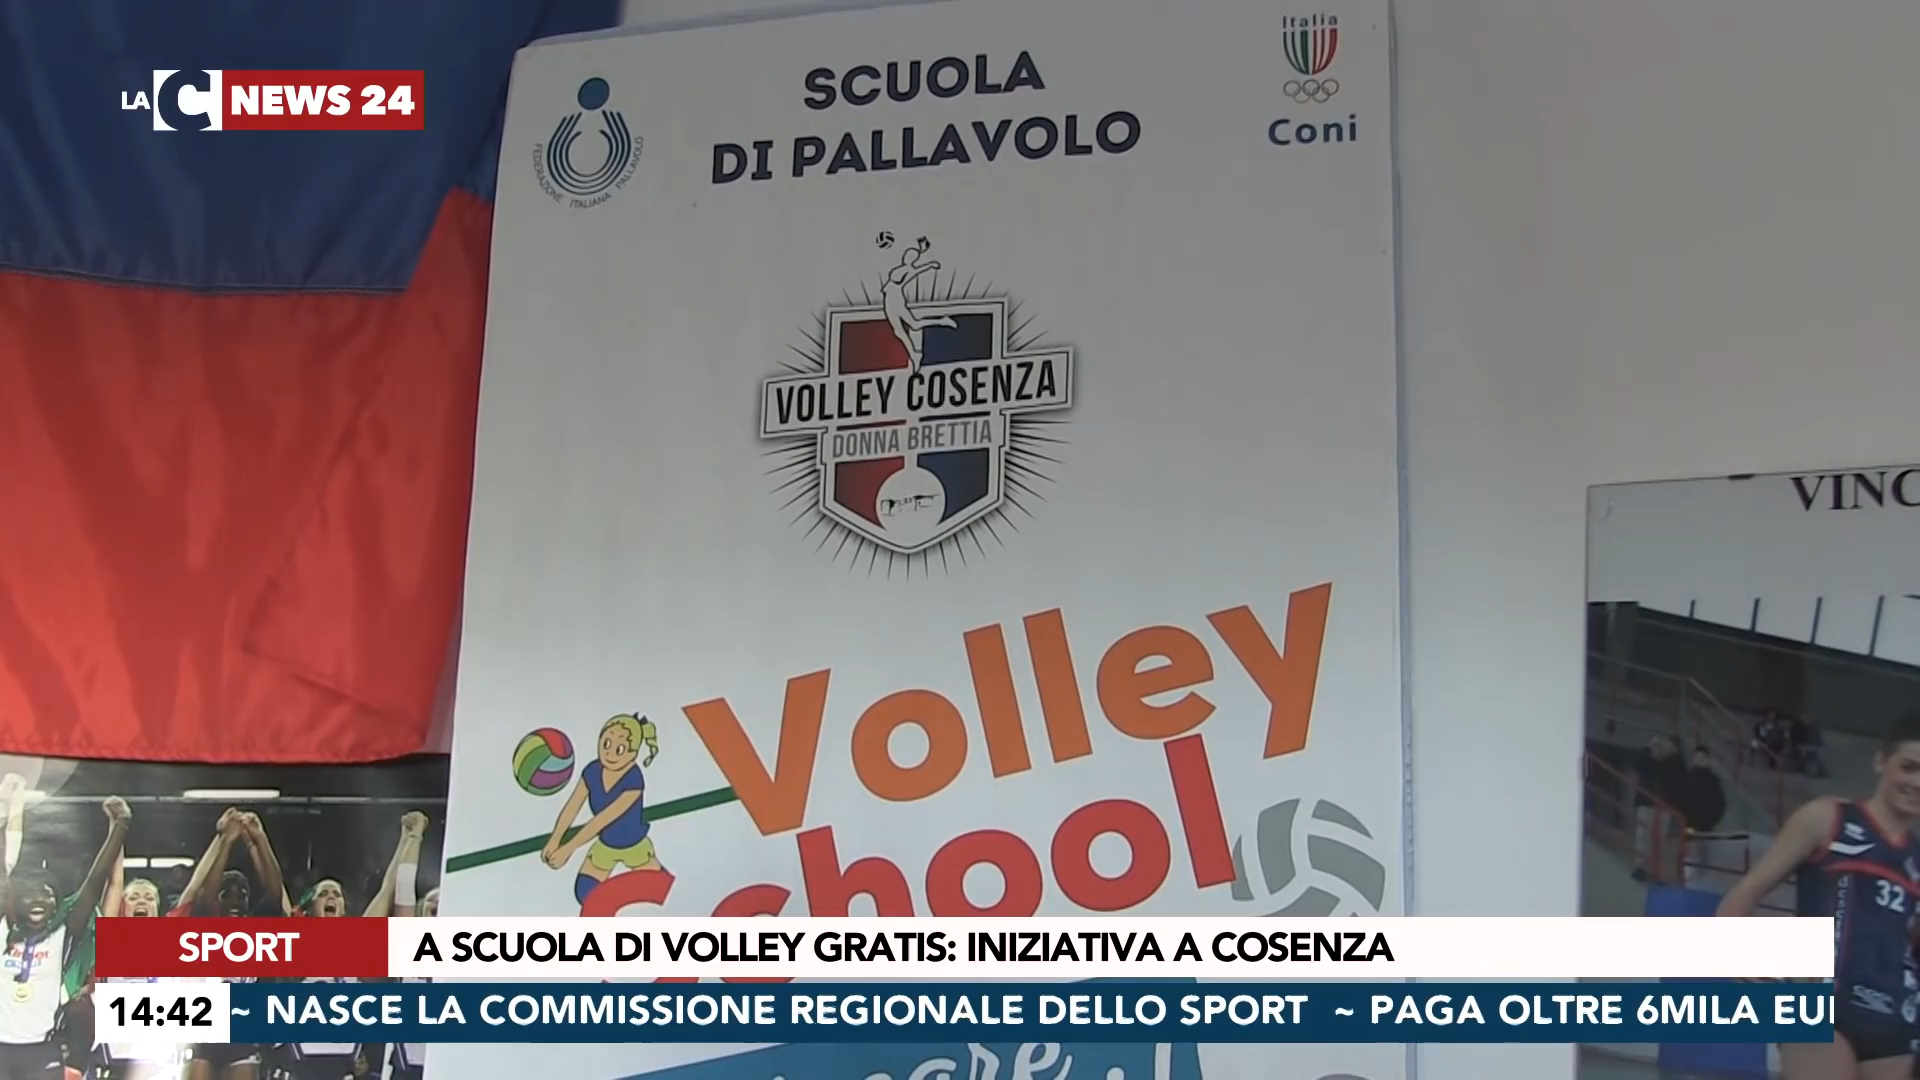 LA C NEWS 24
SCUOLA
DI PALLAVOLO
FEDERAZIONE ITALIANA PALLAVOLO
Italia
Coni
VOLLEY COSENZA
DONNA BRETTIA
Volley
School
VINC
32
SPORT
A SCUOLA DI VOLLEY GRATIS: INIZIATIVA A COSENZA
14:42
~ NASCE LA COMMISSIONE REGIONALE DELLO SPORT ~ PAGA OLTRE 6MILA EU